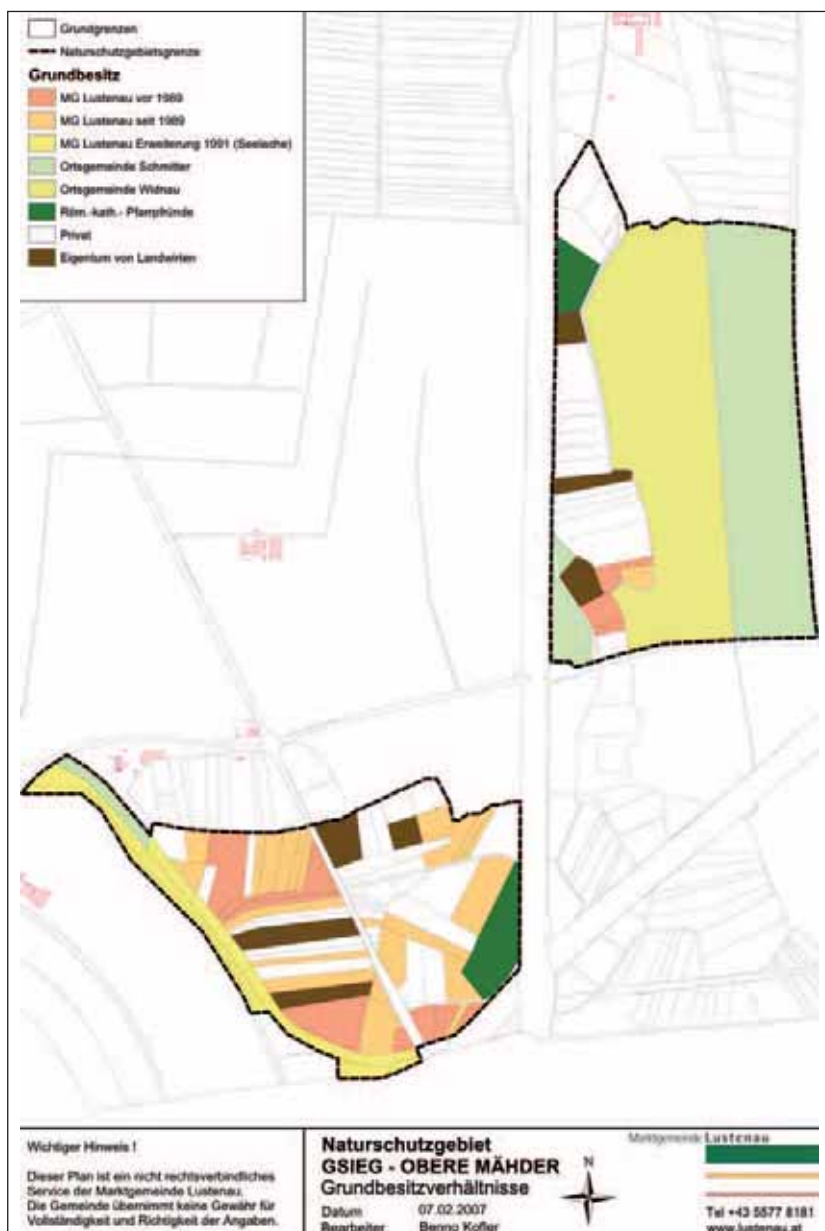 Grundgrenzen
Naturschutzgebietsgrenze
Grundbesitz
MG Lustenau vor 1989
MG Lustenau seit 1989
MG Lustenau Erweiterung 1991 (Seelache)
Ortsgemeinde Schmitter
Ortsgemeinde Widnau
Röm.-kath.- Pfarrpfründe
Privat
Eigentum von Landwirten
Wichtiger Hinweis !
Dieser Plan ist ein nicht rechtsverbindliches
Service der Marktgemeinde Lustenau.
Die Gemeinde übernimmt keine Gewähr für
Vollständigkeit und Richtigkeit der Angaben.
Naturschutzgebiet
GSIEG - OBERE MÄHDER
Grundbesitzverhältnisse
Datum 07.02.2007
Bearbeiter Benno Kofler
N
Marktgemeinde Lustenau
Tel +43 5577 8181
www.lustenau.at